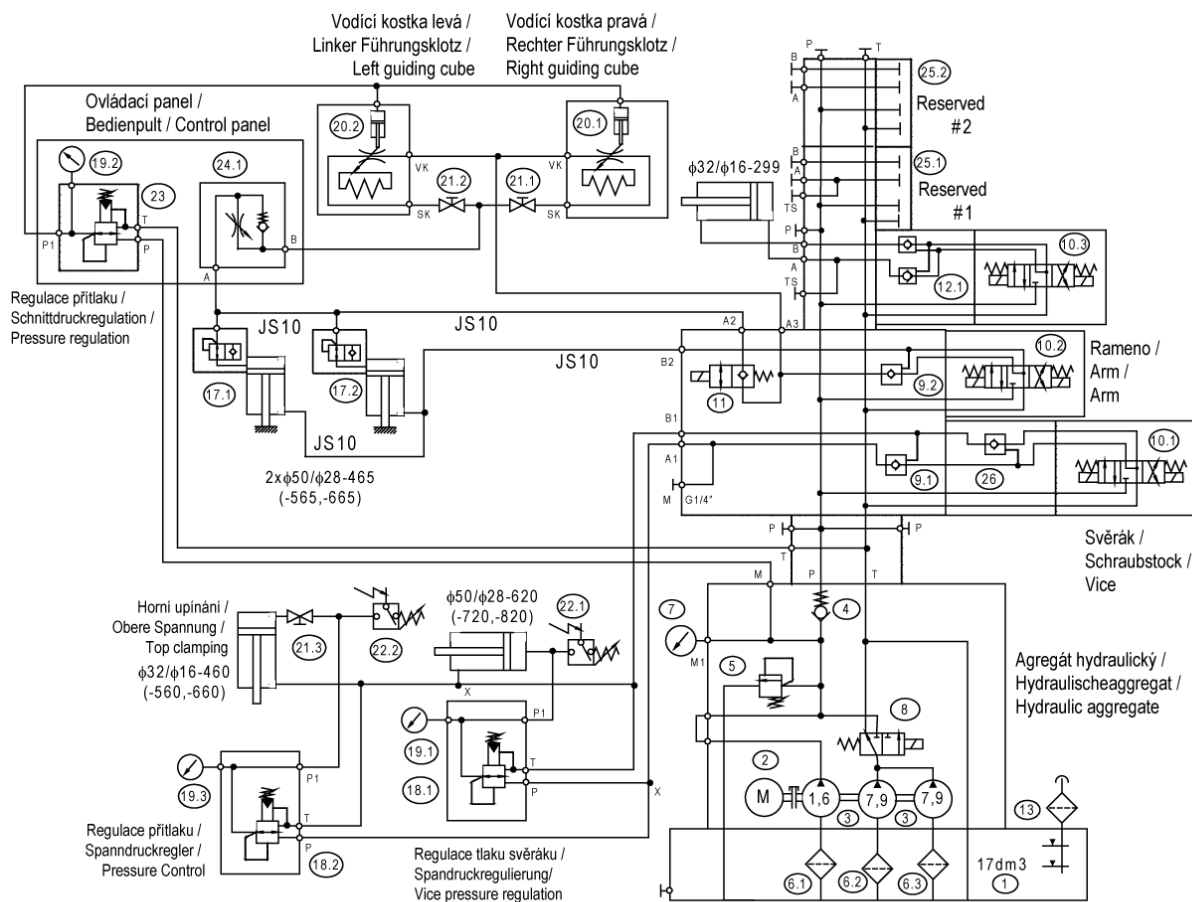 Vodící kostka levá /
Linker Führungsklotz /
Left guiding cube
Vodící kostka pravá /
Rechter Führungsklotz /
Right guiding cube
P
T
B
A
25.2
Reserved
#2
B
A
25.1
Reserved
#1
TS
P
B
A
TS
Ovládací panel /
Bedienpult / Control panel
19.2
24.1
23
T
P
P1
B
A
20.2
20.1
VK
VK
21.2
21.1
SK
SK
ϕ32/ϕ16-299
10.3
12.1
Regulace přítlaku /
Schnittdruckregulation /
Pressure regulation
JS10
JS10
JS10
A2
A3
B2
10.2
Rameno /
Arm /
Arm
9.2
11
17.1
17.2
JS10
2xϕ50/ϕ28-465
(-565,-665)
B1
A1
M
G1/4"
9.1
26
10.1
Svěrák /
Schraubstock /
Vice
P
P
T
M
P
T
Horní upínání /
Obere Spannung /
Top clamping
ϕ32/ϕ16-460
(-560,-660)
21.3
22.2
ϕ50/ϕ28-620
(-720,-820)
22.1
X
7
M1
4
5
8
Agregát hydraulický /
Hydraulischeaggregat /
Hydraulic aggregate
19.1
18.1
P1
T
P
X
19.3
P1
T
P
18.2
Regulace přítlaku /
Spanndruckregler /
Pressure Control
Regulace tlaku svěráku /
Spandruckregulierung/
Vice pressure regulation
2
M
1,6
7,9
7,9
3
3
13
6.1
6.2
6.3
17dm3
1